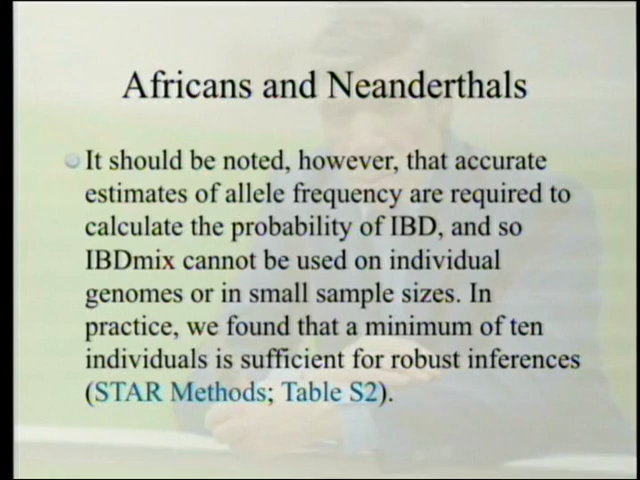 Africans and Neanderthals
It should be noted, however, that accurate
estimates of allele frequency are required to
calculate the probability of IBD, and so
IBDmix cannot be used on individual
genomes or in small sample sizes. In
practice, we found that a minimum of ten
individuals is sufficient for robust inferences
(STAR Methods; Table S2).